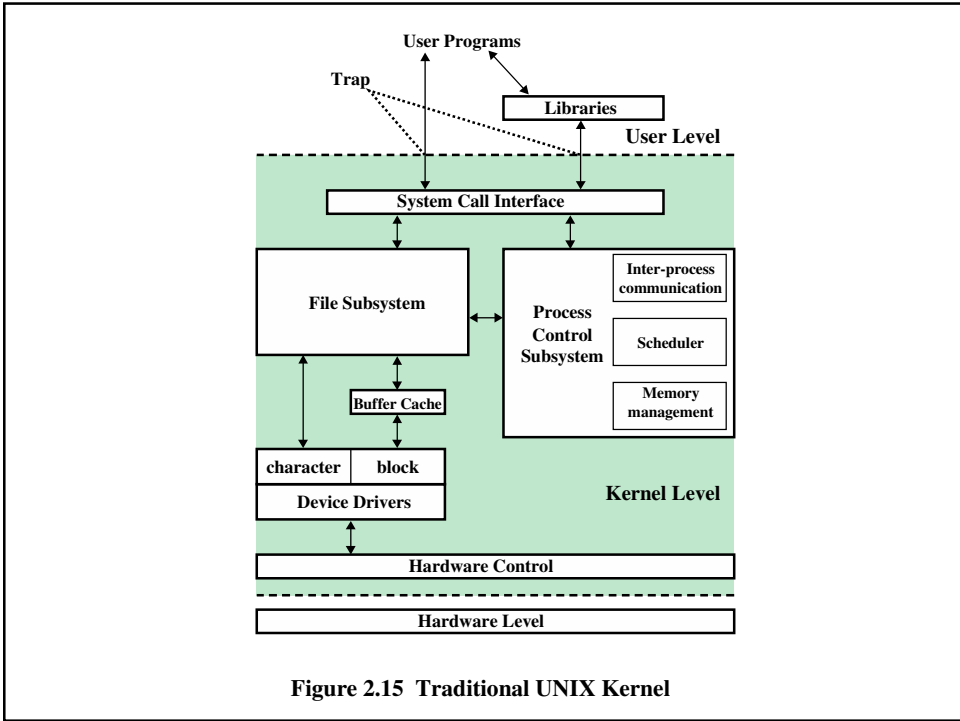 User Programs
Trap
Libraries
User Level
System Call Interface
File Subsystem
Inter-process
communication
Process
Control
Subsystem
Scheduler
Memory
management
Buffer Cache
character block
Device Drivers
Kernel Level
Hardware Control
Hardware Level
Figure 2.15 Traditional UNIX Kernel